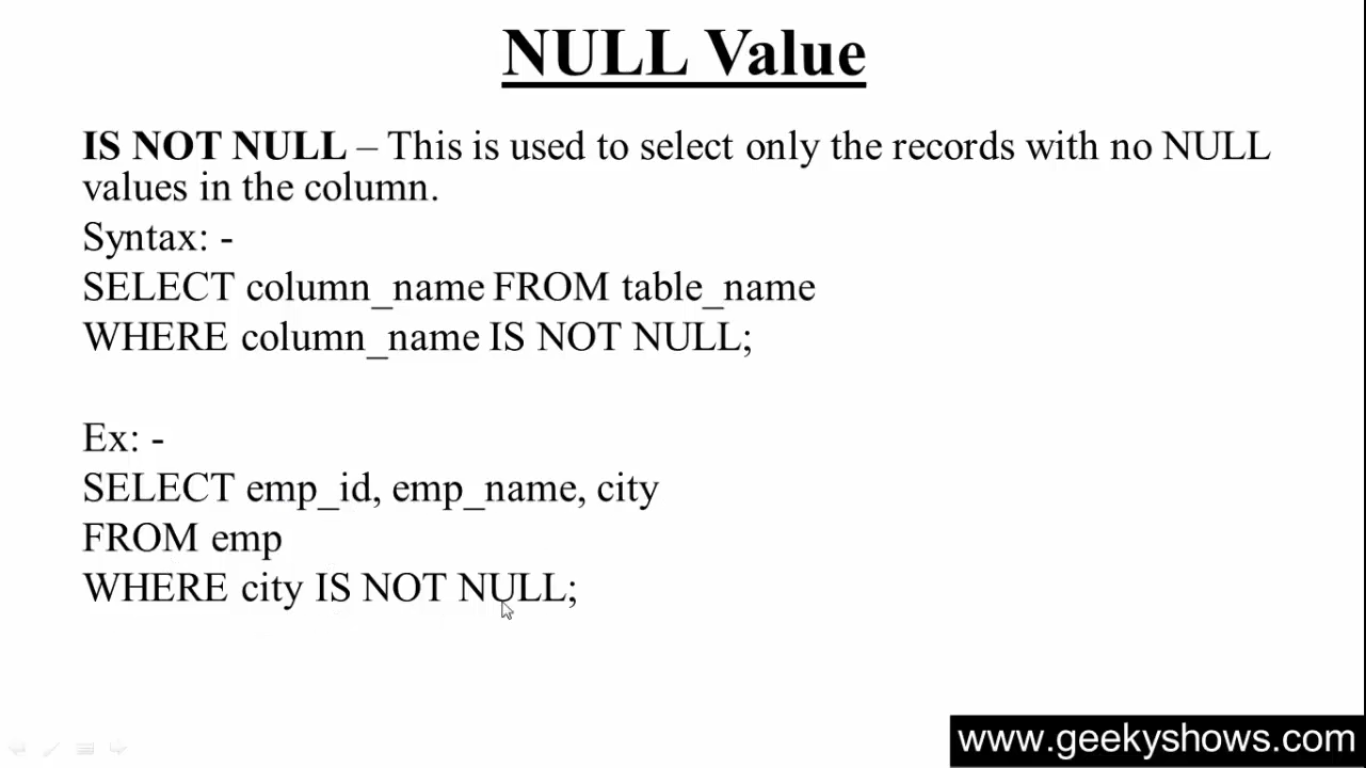 NULL Value
IS NOT NULL – This is used to select only the records with no NULL
values in the column.
Syntax: -
SELECT column_name FROM table_name
WHERE column_name IS NOT NULL;
Ex: -
SELECT emp_id, emp_name, city
FROM emp
WHERE city IS NOT NULL;
www.geekyshows.com